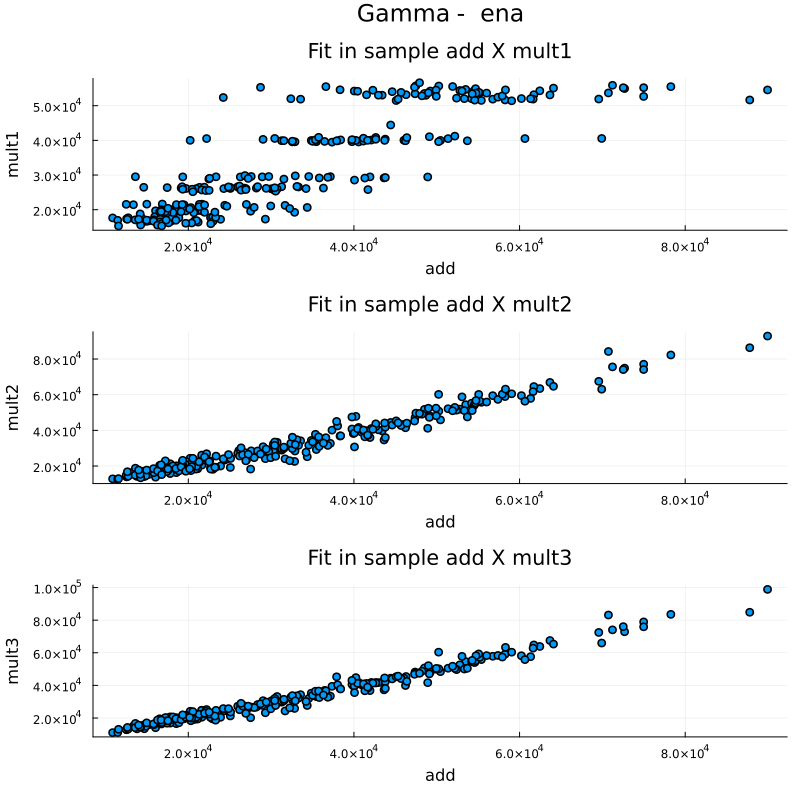 Gamma - ena
Fit in sample add X mult1
mult1
5.0×10⁴
4.0×10⁴
3.0×10⁴
2.0×10⁴
2.0×10⁴ 4.0×10⁴ 6.0×10⁴ 8.0×10⁴
add
Fit in sample add X mult2
mult2
8.0×10⁴
6.0×10⁴
4.0×10⁴
2.0×10⁴
2.0×10⁴ 4.0×10⁴ 6.0×10⁴ 8.0×10⁴
add
Fit in sample add X mult3
mult3
1.0×10⁵
8.0×10⁴
6.0×10⁴
4.0×10⁴
2.0×10⁴
2.0×10⁴ 4.0×10⁴ 6.0×10⁴ 8.0×10⁴
add